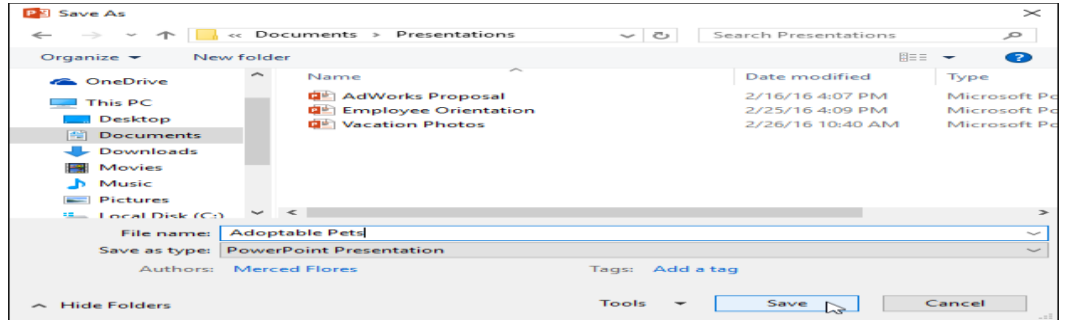 Save As
« Documents > Presentations Search Presentations
Organize New folder
OneDrive
This PC
Desktop
Documents
Downloads
Movies
Music
Pictures
Local Disk (C:)
Name Date modified Type
AdWorks Proposal 2/16/16 4:07 PM Microsoft Po
Employee Orientation 2/25/16 4:09 PM Microsoft Po
Vacation Photos 2/26/16 10:40 AM Microsoft Po
File name: Adoptable Pets
Save as type: PowerPoint Presentation
Authors: Merced Flores Tags: Add a tag
Hide Folders Tools Save Cancel